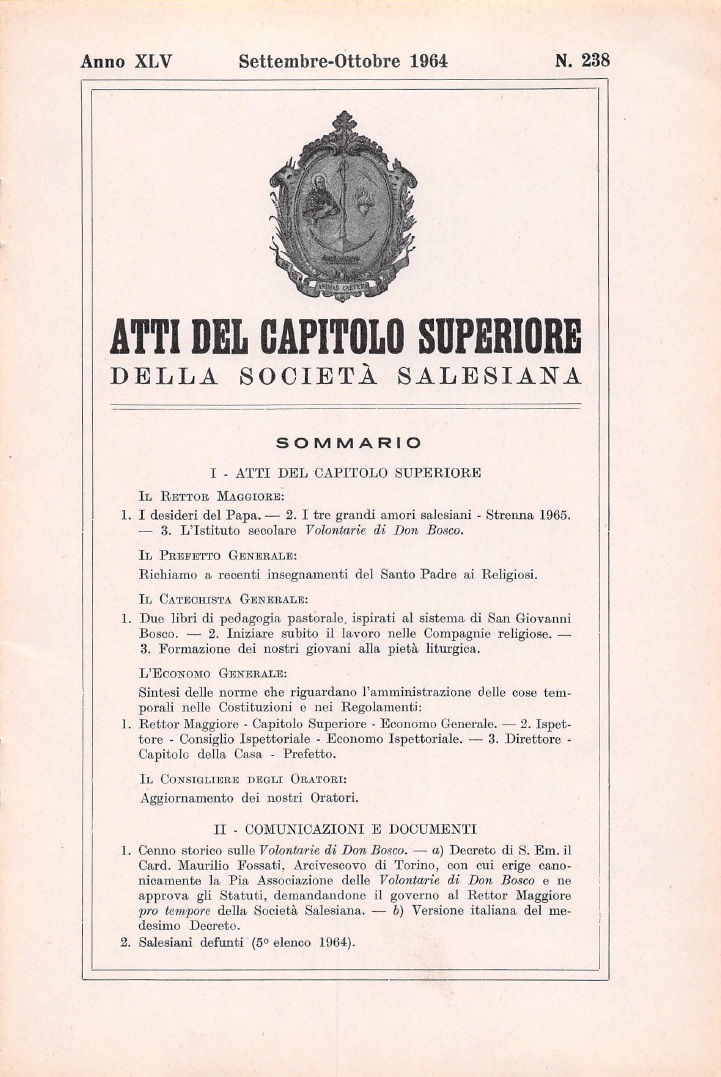 Anno XLV Settembre-Ottobre 1964 N. 238
ATTI DEL CAPITOLO SUPERIORE
DELLA SOCIETÀ SALESIANA
SOMMARIO
I - ATTI DEL CAPITOLO SUPERIORE
IL RETTOR MAGGIORE:
1. I desideri del Papa. — 2. I tre grandi amori salesiani - Strenna 1965.
— 3. L'Istituto secolare Volontarie di Don Bosco.
IL PREFETTO GENERALE:
Richiamo a recenti insegnamenti del Santo Padre ai Religiosi.
IL CATECHISTA GENERALE:
1. Due libri di pedagogia pastorale, ispirati al sistema di San Giovanni
Bosco. — 2. Iniziare subito il lavoro nelle Compagnie religiose. —
3. Formazione dei nostri giovani alla pietà liturgica.
L'ECONOMO GENERALE:
Sintesi delle norme che riguardano l'amministrazione delle cose tem-
porali nelle Costituzioni e nei Regolamenti:
1. Rettor Maggiore - Capitolo Superiore - Economo Generale. — 2. Ispet-
tore - Consiglio Ispettoriale - Economo Ispettoriale. — 3. Direttore -
Capitolo della Casa - Prefetto.
IL CONSIGLIERE DEGLI ORATORI:
Aggiornamento dei nostri Oratori.
II - COMUNICAZIONI E DOCUMENTI
1. Cenno storico sulle Volontarie di Don Bosco. — a) Decreto di S. Em. il
Card. Maurilio Fossati, Arcivescovo di Torino, con cui erige cano-
nicamente la Pia Associazione delle Volontarie di Don Bosco e ne
approva gli Statuti, demandandone il governo al Rettor Maggiore
pro tempore della Società Salesiana. — b) Versione italiana del me-
desimo Decreto.
2. Salesiani defunti (5º elenco 1964).